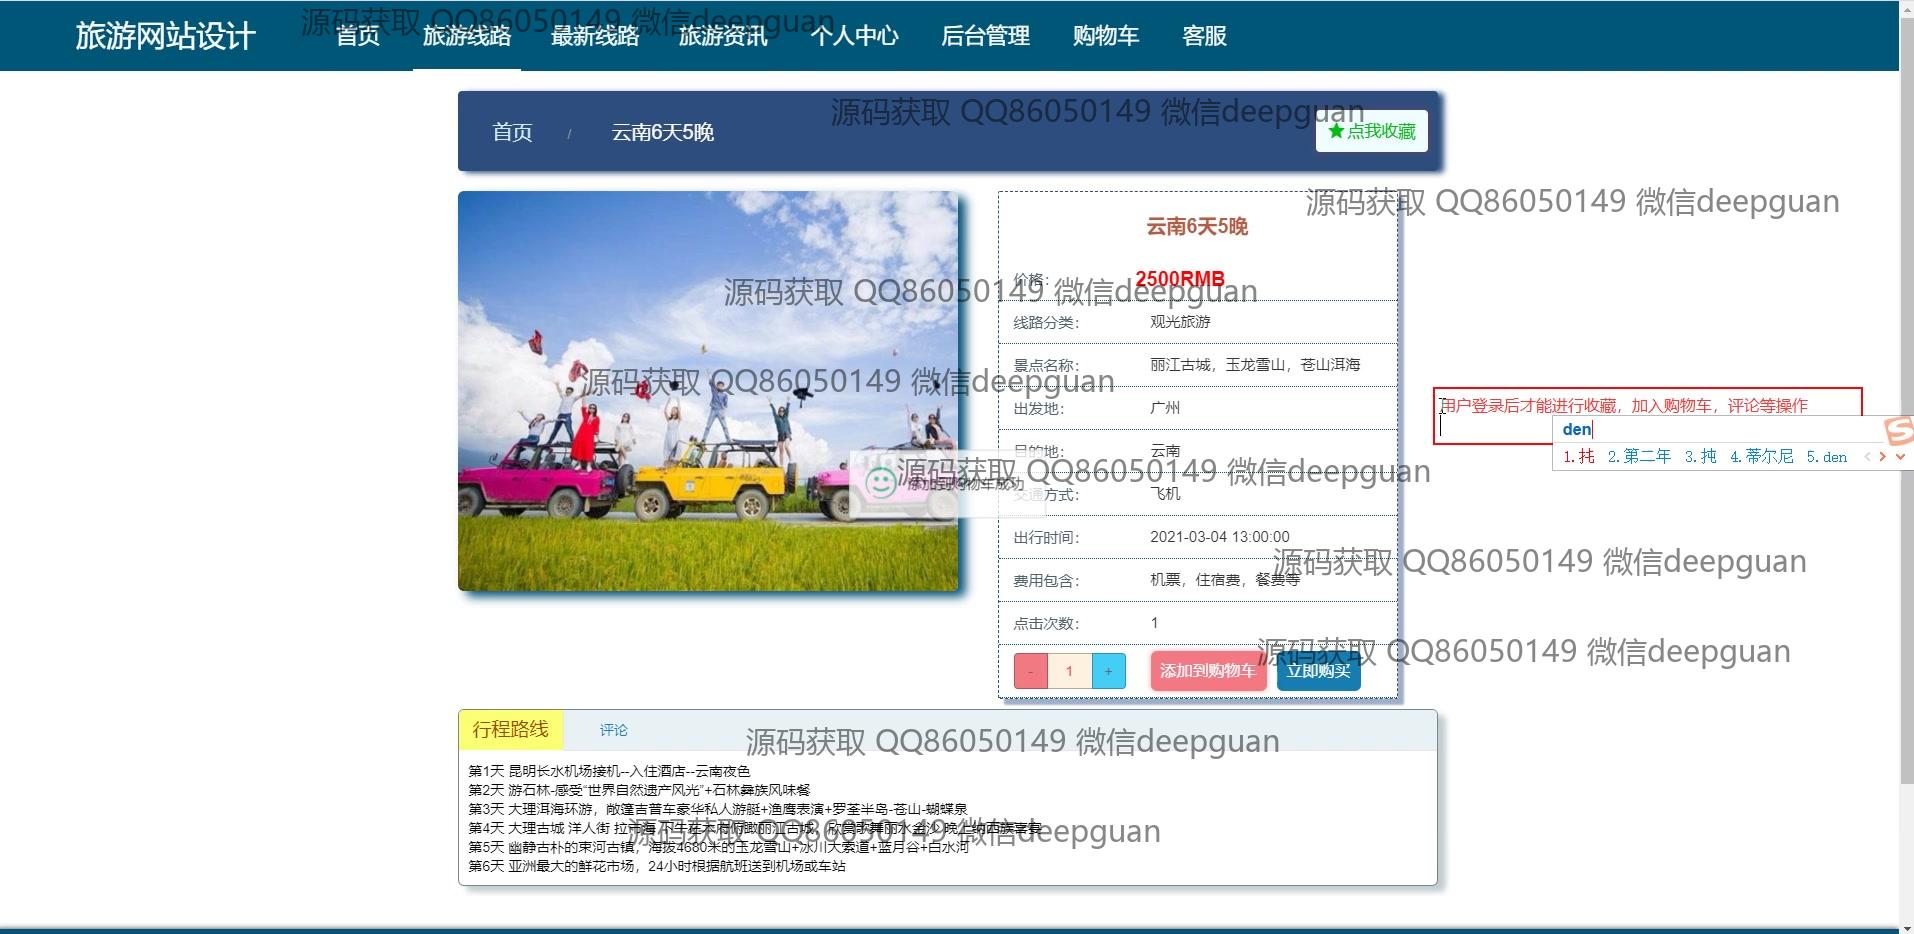 旅游网站设计
首页 旅游线路 最新线路 旅游资讯 个人中心 后台管理 购物车 客服
源码获取 QQ86050149 微信deepguan
首页 / 云南6天5晚
源码获取 QQ86050149 微信deepguan
★点我收藏
源码获取 QQ86050149 微信deepguan
云南6天5晚
价格: 2500RMB
源码获取 QQ86050149 微信deepguan
线路分类: 观光旅游
景点名称: 丽江古城，玉龙雪山，苍山洱海
源码获取 QQ86050149 微信deepguan
出发地: 广州
用户登录后才能进行收藏，加入购物车，评论等操作
den
1.扽 2.第二年 3.扽 4.蒂尔尼 5.den
目的地: 云南
源码获取 QQ86050149 微信deepguan
添加到购物车成功
交通方式: 飞机
出行时间: 2021-03-04 13:00:00
源码获取 QQ86050149 微信deepguan
费用包含: 机票，住宿费，餐费等
点击次数: 1
源码获取 QQ86050149 微信deepguan
- 1 + 添加到购物车 立即购买
行程路线 评论
源码获取 QQ86050149 微信deepguan
第1天 昆明长水机场接机--入住酒店--云南夜色
第2天 游石林-感受“世界自然遗产风光”+石林彝族风味餐
第3天 大理洱海环游，敞篷吉普车豪华私人游艇+渔鹰表演+罗荃半岛-苍山-蝴蝶泉
第4天 大理古城 洋人街 拉市海
源码获取 QQ86050149 微信deepguan
第5天 幽静古朴的束河古镇，海拔4680米的玉龙雪山+冰川大索道+蓝月谷+白水河
第6天 亚洲最大的鲜花市场，24小时根据航班送到机场或车站